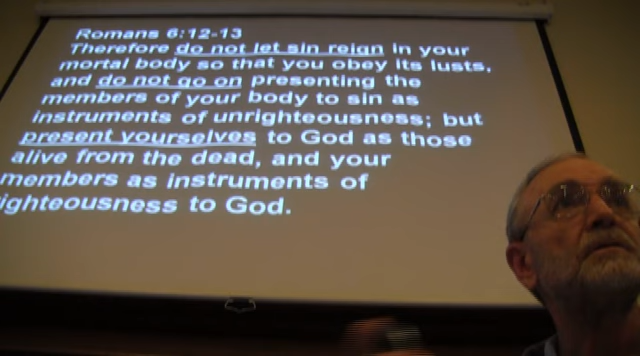 Romans 6:12-13
Therefore do not let sin reign in your
mortal body so that you obey its lusts,
and do not go on presenting the
members of your body to sin as
instruments of unrighteousness; but
present yourselves to God as those
alive from the dead, and your
members as instruments of
ighteousness to God.